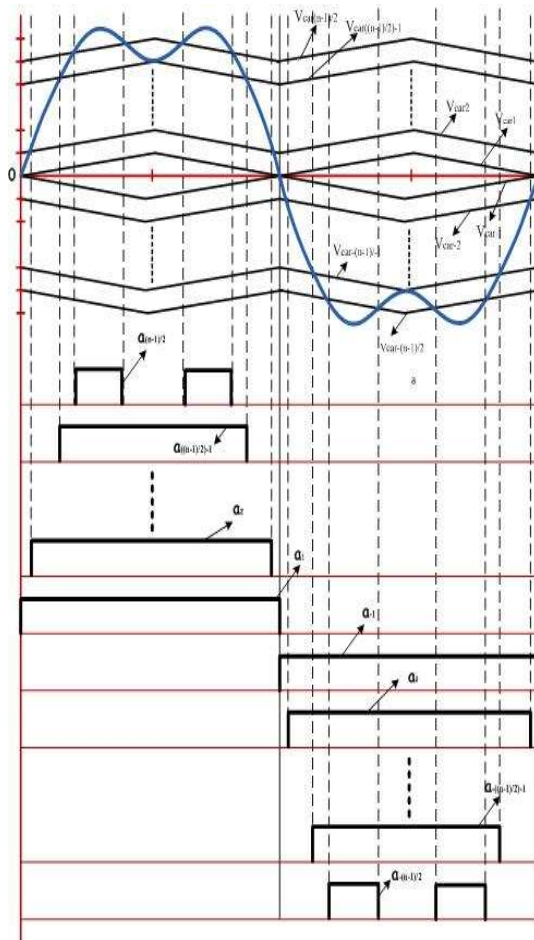 Vcar(n-1)/2
Vcar((n-1)/2)-1
Vcar2
Vcar1
0
Vcar-1
Vcar-2
Vcar-(n-1)/-1
Vcar-(n-1)/2
a
a(n-1)/2
a((n-1)/2)-1
a2
a1
a-1
a-((n-1)/2)-1
a-(n-1)/2